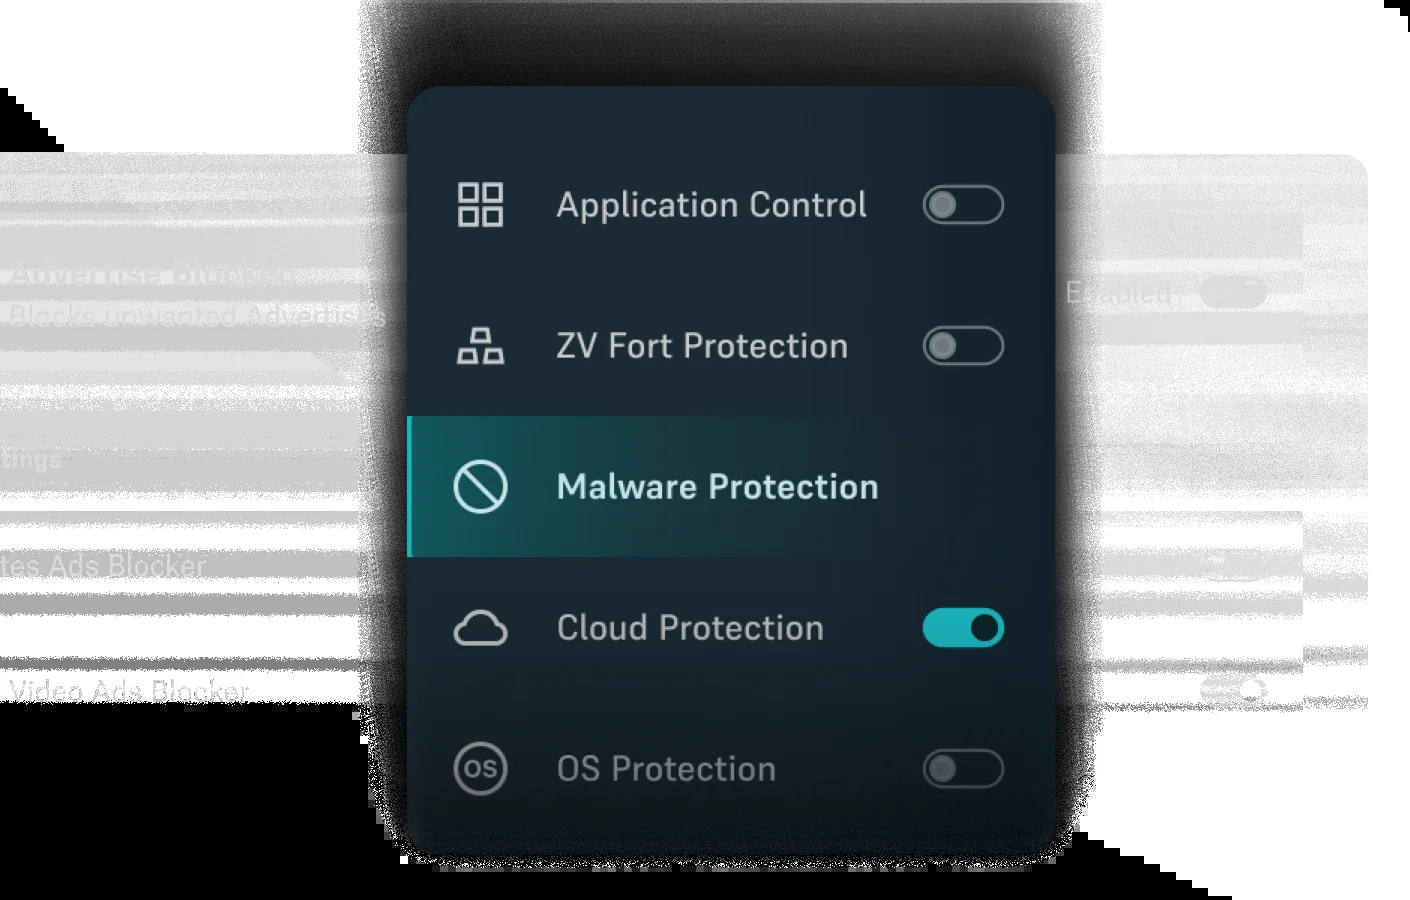 Application Control
Advertise Blocker
Enabled
Blocks unwanted Advertises
ZV Fort Protection
tings
Malware Protection
tes Ads Blocker
Cloud Protection
Video Ads Blocker
OS
OS Protection